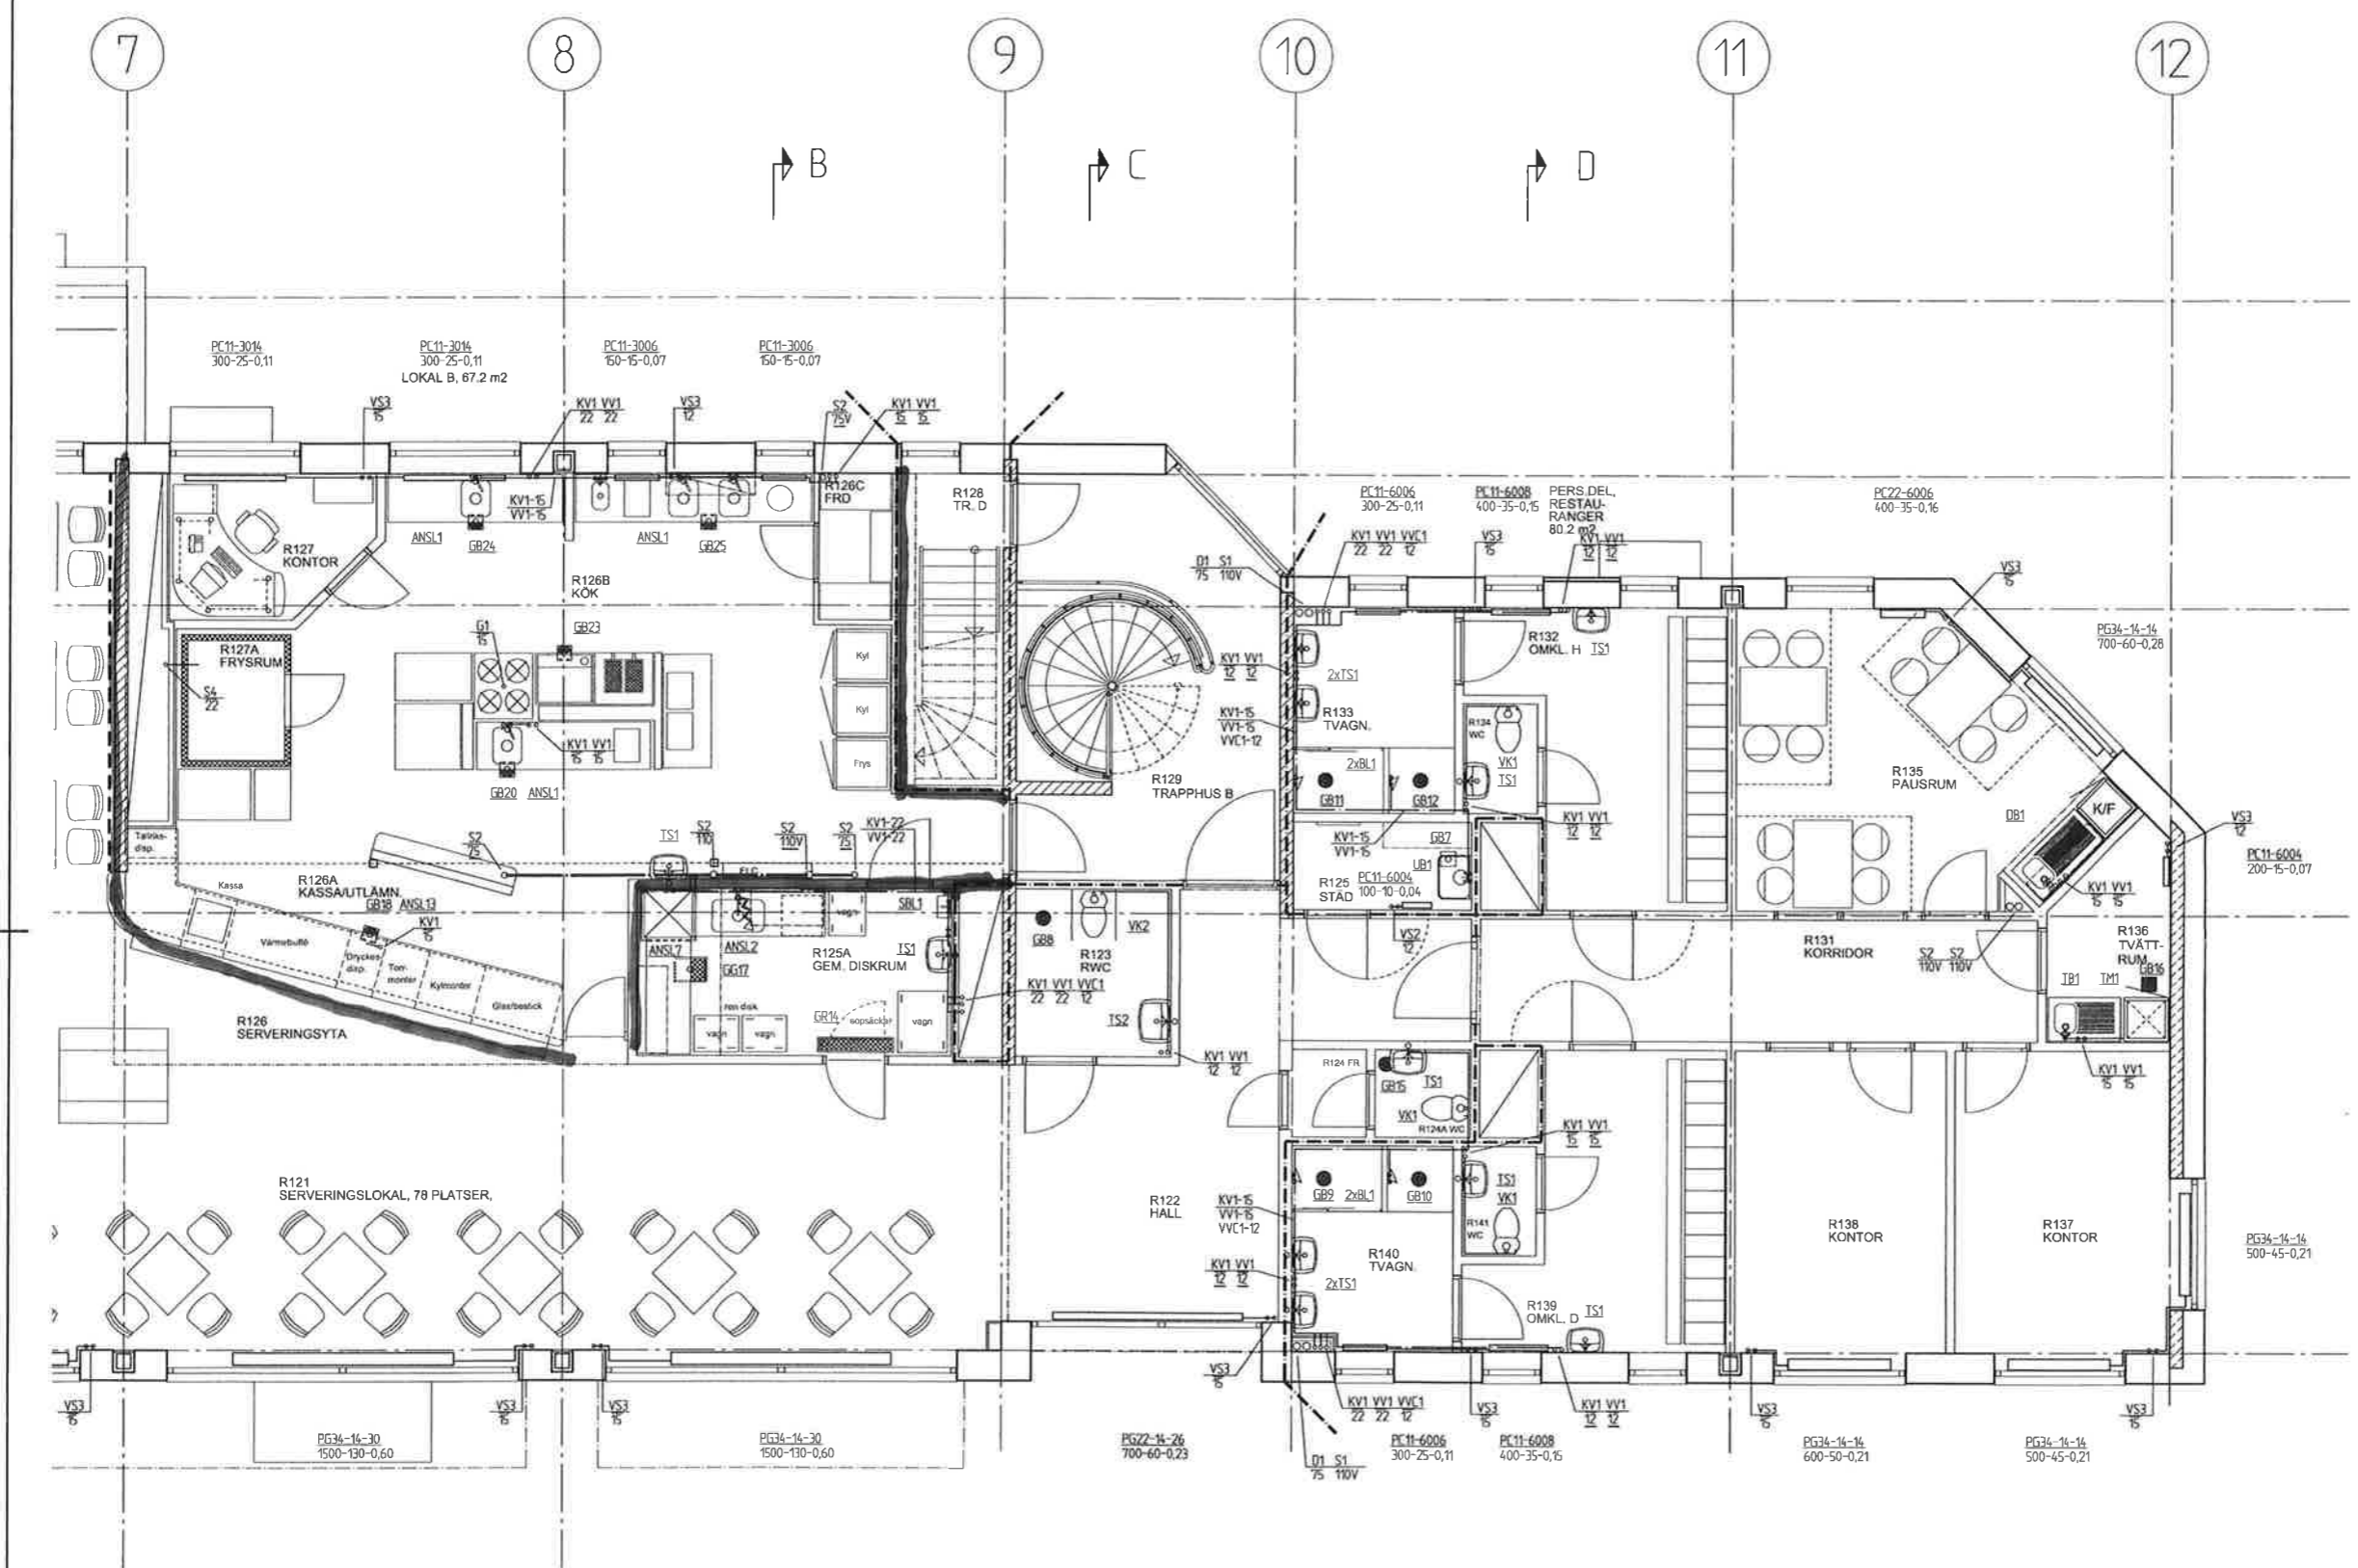 7
8
9
10
11
12
B
C
D
PC11-3014
300-25-0,11
PC11-3014
300-25-0,11
LOKAL B, 67.2 m2
PC11-3006
150-15-0,07
PC11-3006
150-15-0,07
VS3
15
KV1 VV1
22 22
VS3
12
S2
75V
KV1 VV1
15 15
KV1-15
VV1-15
R126C
FRD
R128
TR. D
PC11-6006
300-25-0,11
PC11-6008
400-35-0,15
PERS.DEL,
RESTAU-
RANGER
80.2 m2
PC22-6006
400-35-0,16
KV1 VV1 VVC1
22 22 12
VS3
15
KV1 VV1
12 12
D1 S1
75 110V
VS3
15
PG34-14-14
700-60-0,28
R127
KONTOR
ANSL1
GB24
ANSL1
GB25
R126B
KÖK
R127A
FRYSRUM
S4
22
G1
15
GB23
Kyl
Kyl
Frys
KV1 VV1
15 15
GB20 ANSL1
R129
TRAPPHUS B
KV1 VV1
12 12
2xTS1
R133
TVAGN.
KV1-15
VV1-15
VVC1-12
R132
OMKL. H
TS1
R134
WC
VK1
TS1
2xBL1
GB11
GB12
KV1 VV1
12 12
R135
PAUSRUM
K/F
DB1
VS3
12
PC11-6004
200-15-0,07
KV1 VV1
15 15
Tallriks-
disp.
Kassa
R126A
KASSA/UTLÄMN.
GB18 ANSL13
KV1
15
S2
75
TS1
S2
110
S2
110V
S2
75
KV1-22
VV1-22
KV1-15
VV1-15
GB7
UB1
R125
STÄD
PC11-6004
100-10-0,04
VS2
12
Värmebuffé
Dryckes
disp.
Torr-
monter
Kylmonter
Glas/bestick
vagn
SBL1
ANSL7
ANSL2
GG17
R125A
GEM. DISKRUM
TS1
ren disk
vagn
vagn
GR14
sopsäckar
vagn
GB8
R123
RWC
VK2
TS2
KV1 VV1 VVC1
22 22 12
KV1 VV1
12 12
R131
KORRIDOR
S2 S2
110V 110V
R136
TVÄTT-
RUM
GB16
TB1
TM1
KV1 VV1
15 15
R126
SERVERINGSYTA
R124 FR
GB15
TS1
VK1
R124A WC
KV1 VV1
15 15
R121
SERVERINGSLOKAL, 78 PLATSER,
R122
HALL
KV1-15
VV1-15
VVC1-12
GB9
2xBL1
GB10
TS1
VK1
R141
WC
R140
TVAGN.
KV1 VV1
12 12
2xTS1
R139
OMKL. D
TS1
R138
KONTOR
R137
KONTOR
PG34-14-14
500-45-0,21
VS3
15
VS3
15
VS3
15
VS3
15
KV1 VV1 VVC1
22 22 12
VS3
15
KV1 VV1
12 12
VS3
15
VS3
15
PG34-14-30
1500-130-0,60
PG34-14-30
1500-130-0,60
PG22-14-26
700-60-0,23
D1 S1
75 110V
PC11-6006
300-25-0,11
PC11-6008
400-35-0,15
PG34-14-14
600-50-0,21
PG34-14-14
500-45-0,21